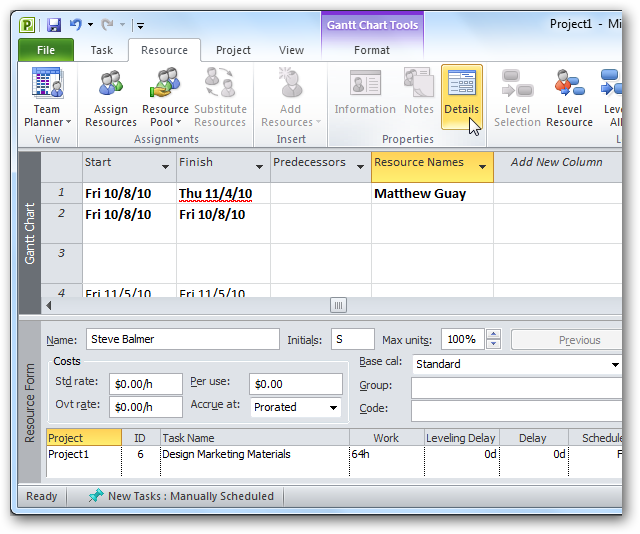 Gantt Chart Tools
Project1 - Mi
File Task Resource Project View Format
Team Planner
Assign Resources
Resource Pool
Substitute Resources
Add Resources
Information
Notes
Details
Level Selection
Level Resource
Leve All
View Assignments Insert Properties L
Gantt Chart
Start Finish Predecessors Resource Names Add New Column
1 Fri 10/8/10 Thu 11/4/10 Matthew Guay
2 Fri 10/8/10 Fri 10/8/10
3
4 Fri 11/5/10 Fri 11/5/10
Resource Form
Name: Steve Balmer Initials: S Max units: 100% Previous
Costs
Base cal: Standard
Std rate: $0.00/h Per use: $0.00
Group:
Ovt rate: $0.00/h Accrue at: Prorated
Code:
Project ID Task Name Work Leveling Delay Delay Schedule
Project1 6 Design Marketing Materials 64h 0d 0d F
Ready New Tasks : Manually Scheduled